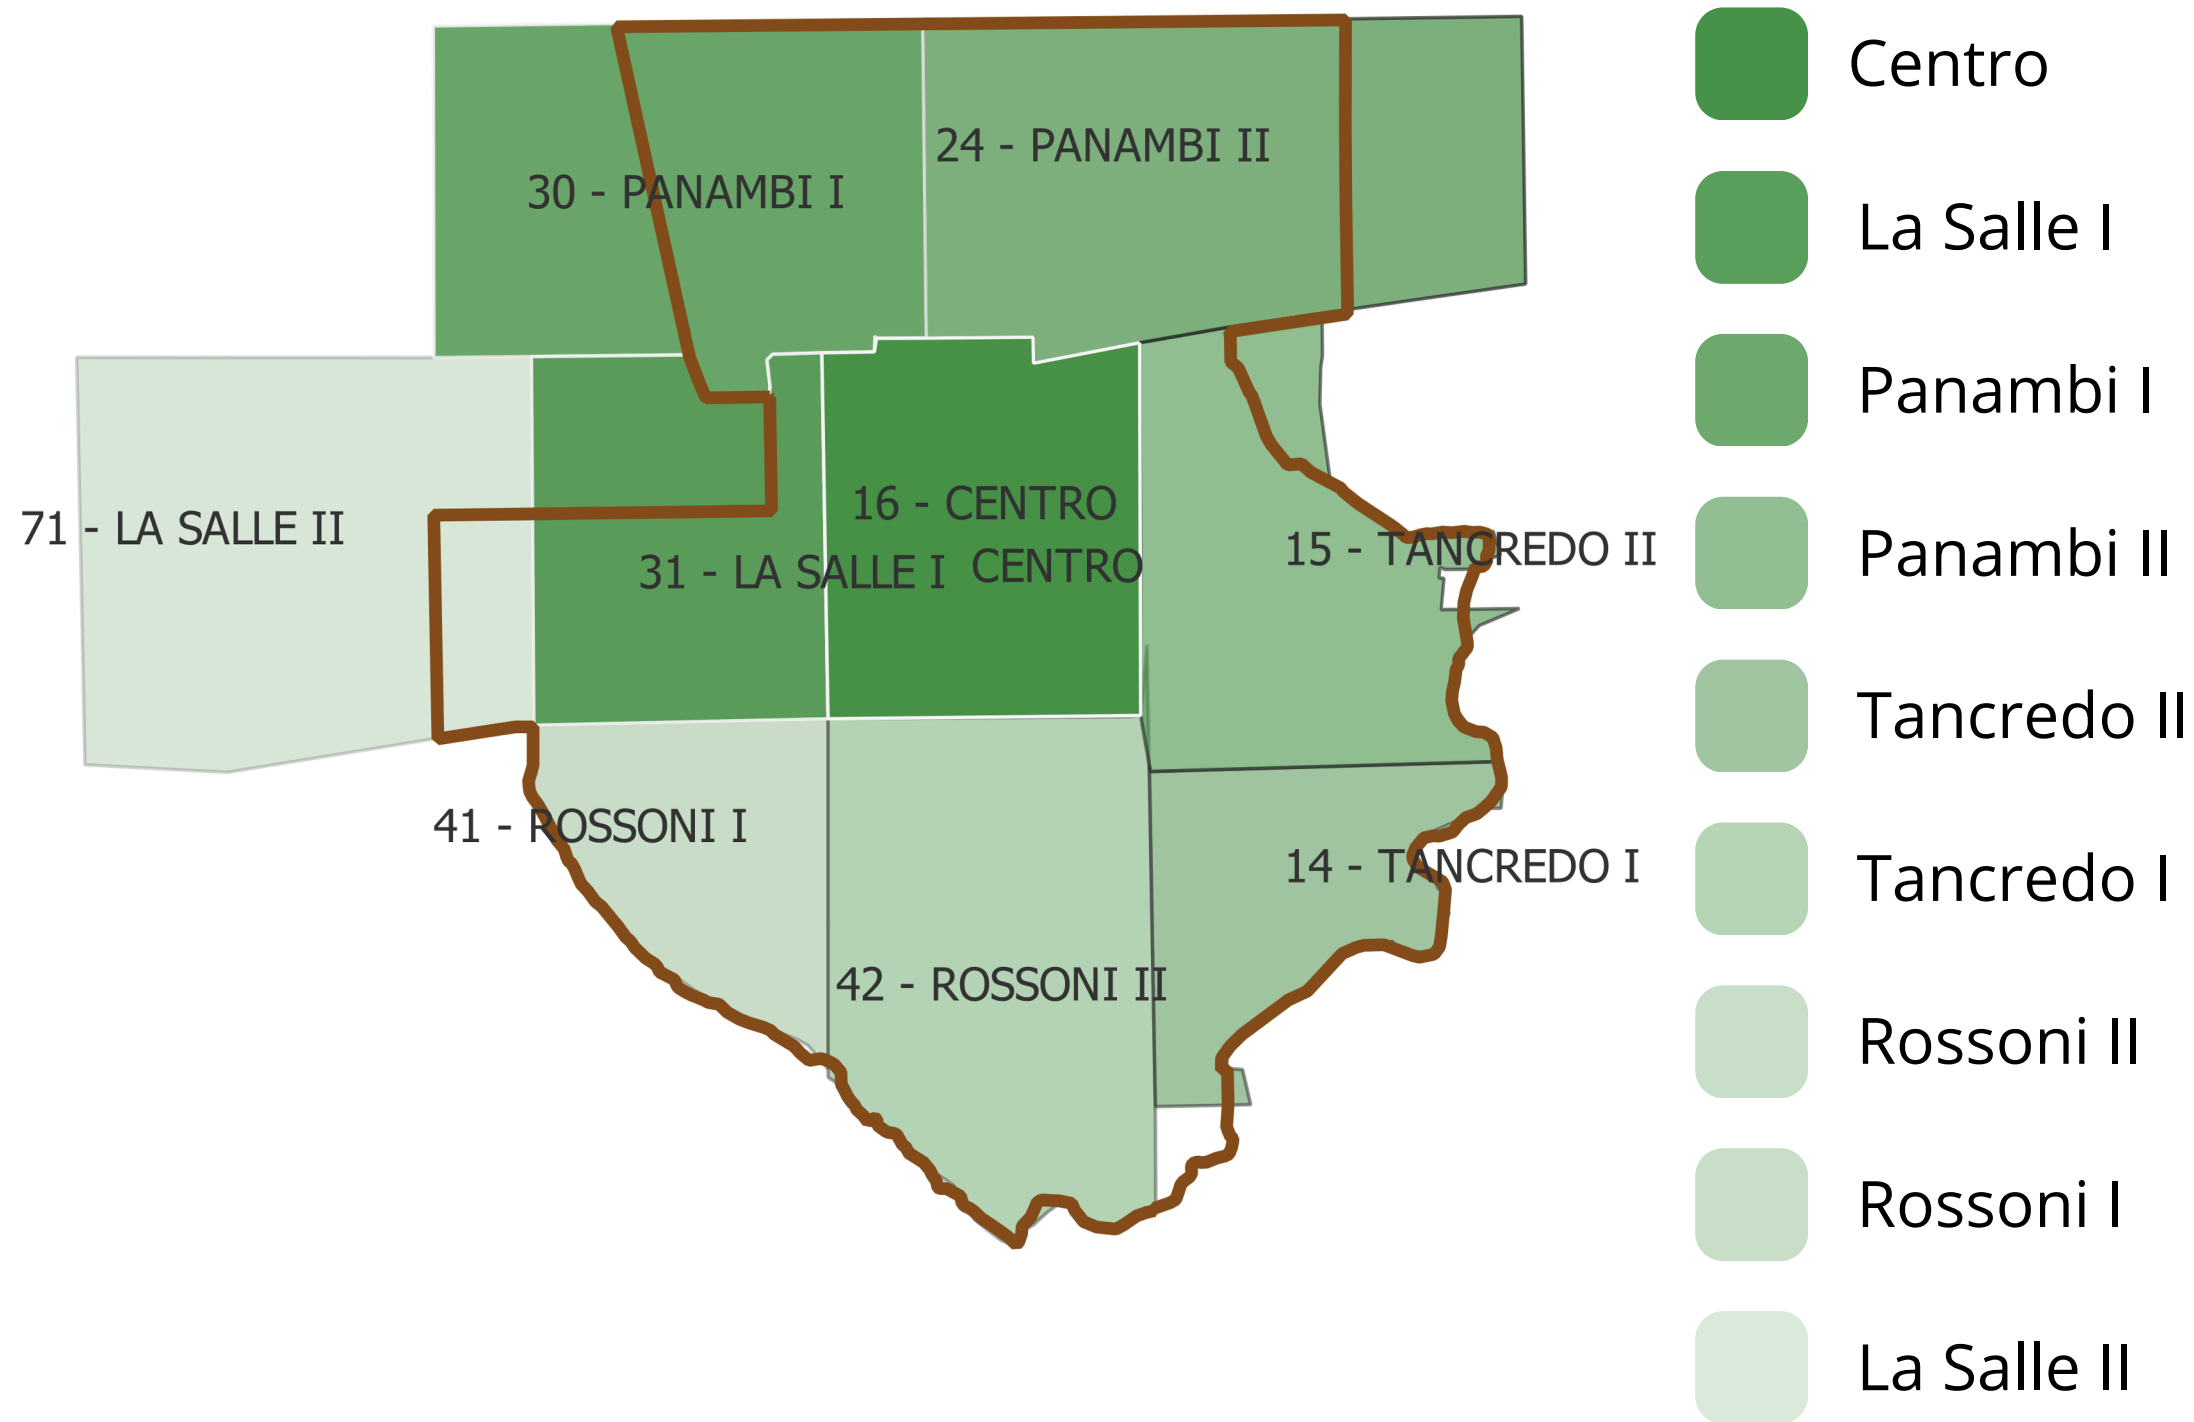 24 - PANAMBI II
30 - PANAMBI I
16 - CENTRO
71 - LA SALLE II
15 - TANCREDO II
CENTRO
31 - LA SALLE I
41 - ROSSONI I
14 - TANCREDO I
42 - ROSSONI II
Centro
La Salle I
Panambi I
Panambi II
Tancredo II
Tancredo I
Rossoni II
Rossoni I
La Salle II